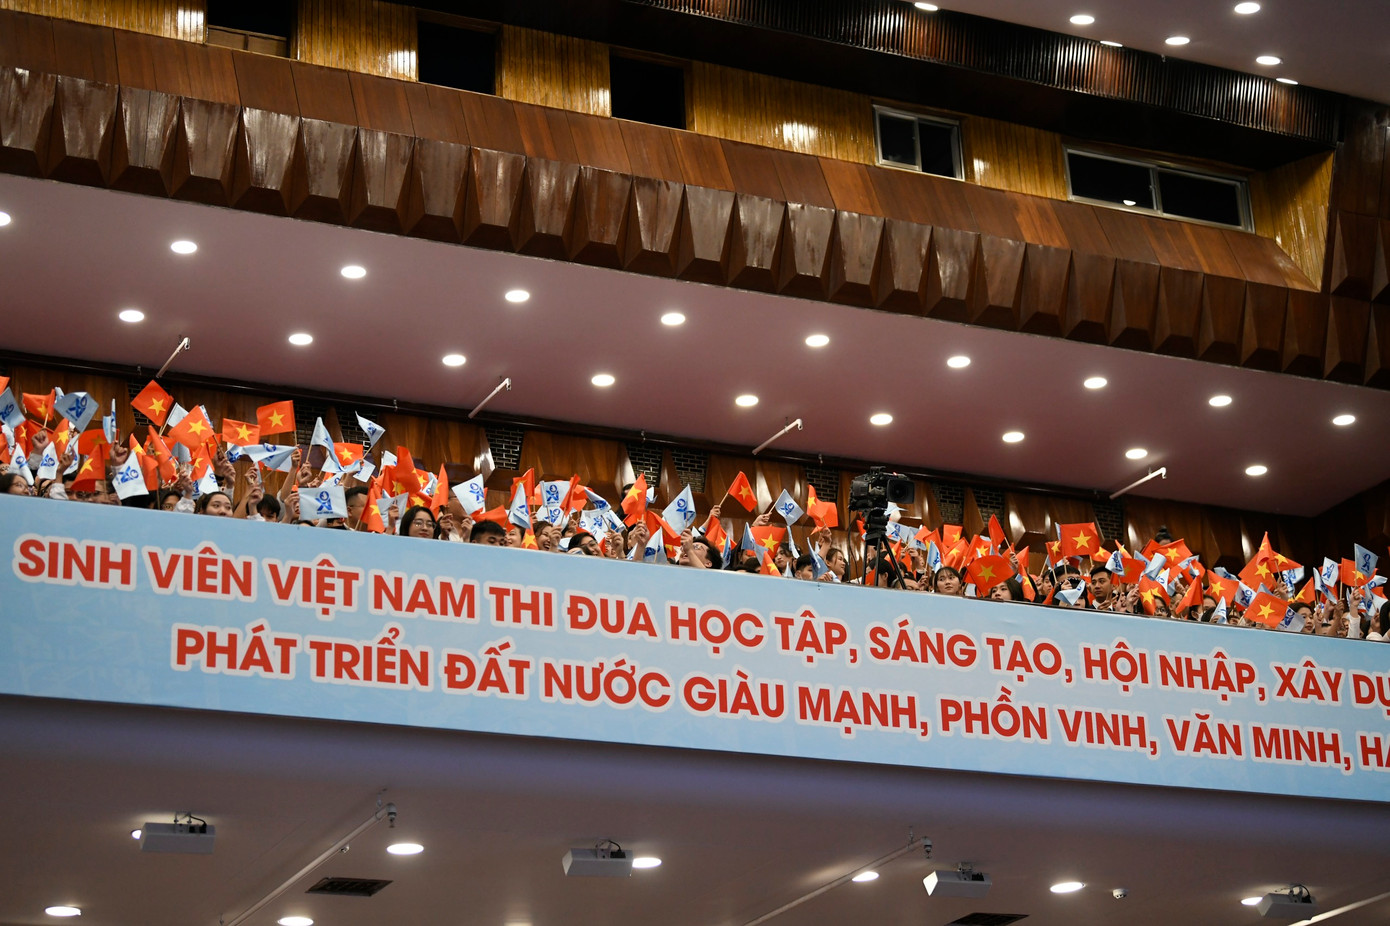 SINH VIÊN VIỆT NAM THI ĐUA HỌC TẬP, SÁNG TẠO, HỘI NHẬP, XÂY
PHÁT TRIỂN ĐẤT NƯỚC GIÀU MẠNH, PHỒN VINH, VĂN MINH,